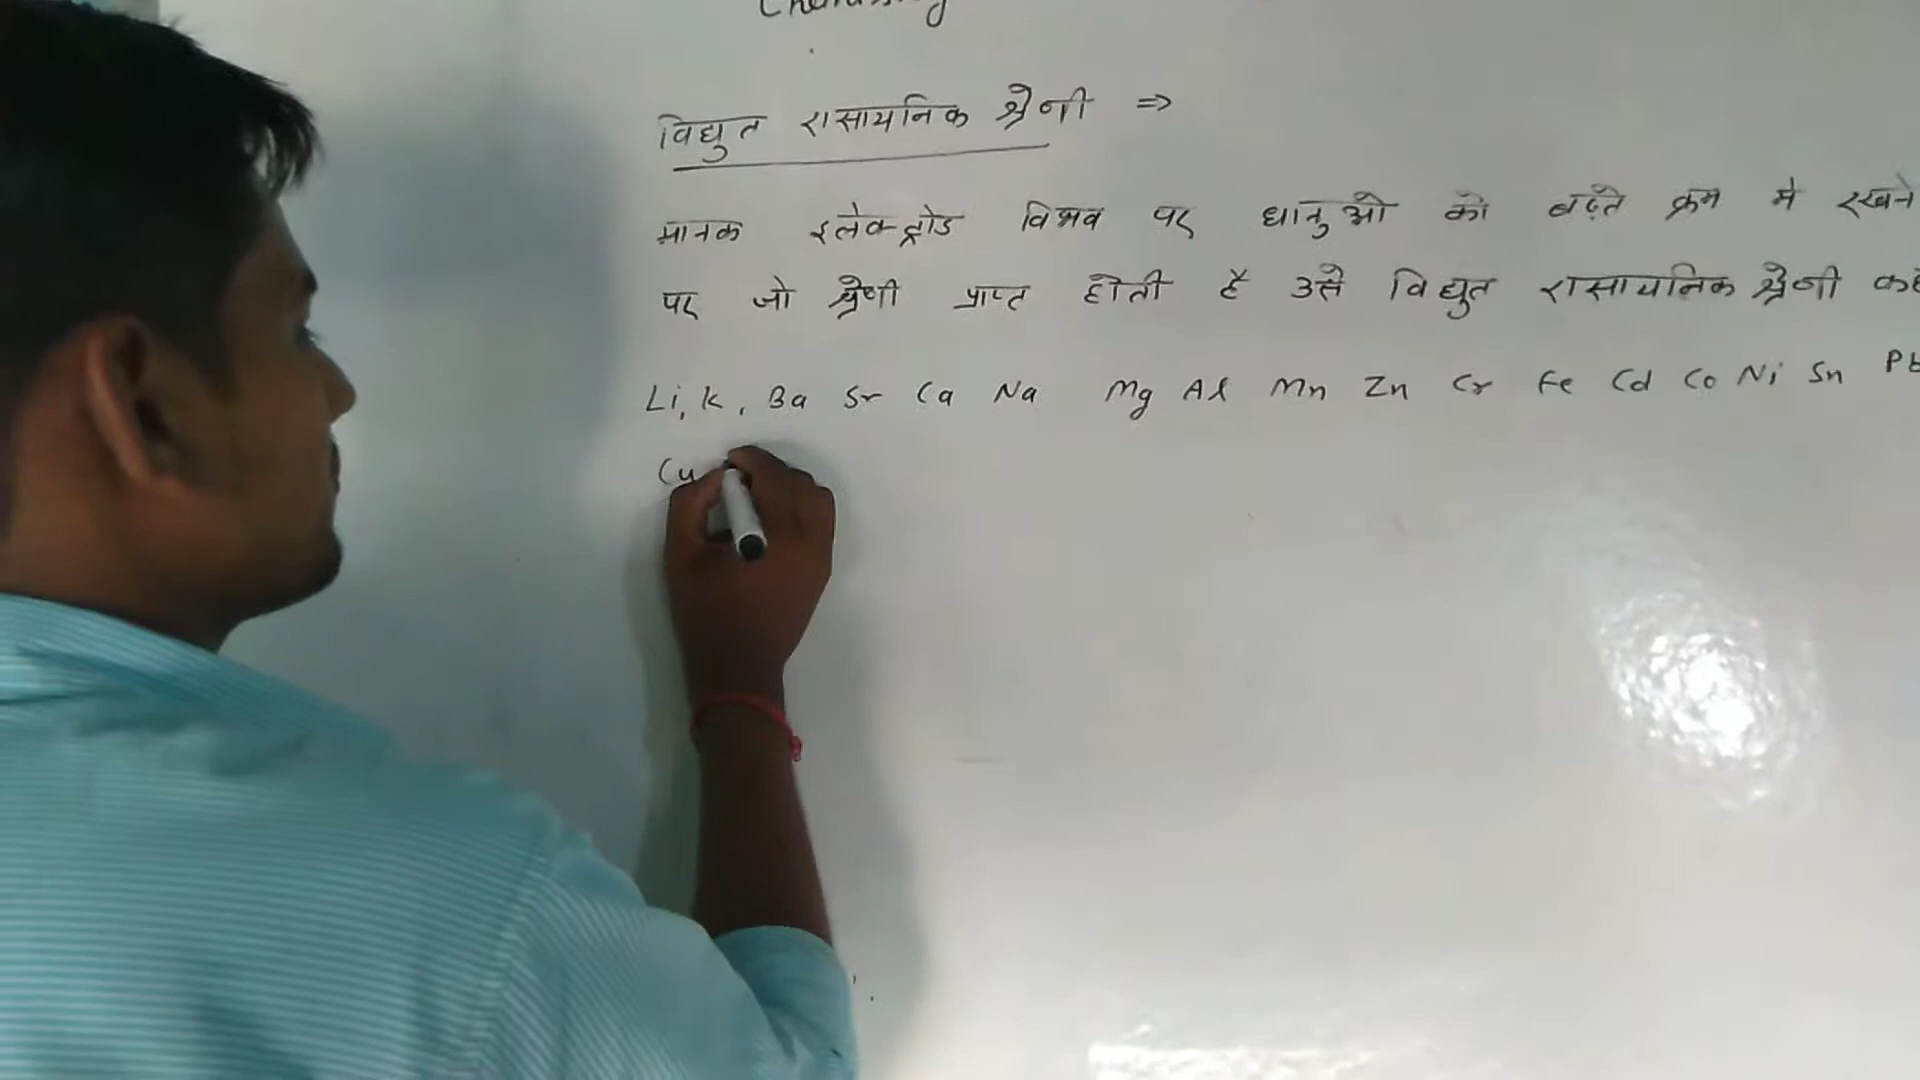 Chemistry
विद्युत रासायनिक श्रेणी ⇒
मानक इलेक्ट्रोड विभव पर धातुओ को बढ़ते क्रम मे रखने
पर जो श्रेणी प्राप्त होती है उसे विद्युत रासायनिक श्रेणी
Li, K, Ba Sr Ca Na Mg Al Mn Zn Cr Fe Cd Co Ni Sn Pb
Cu